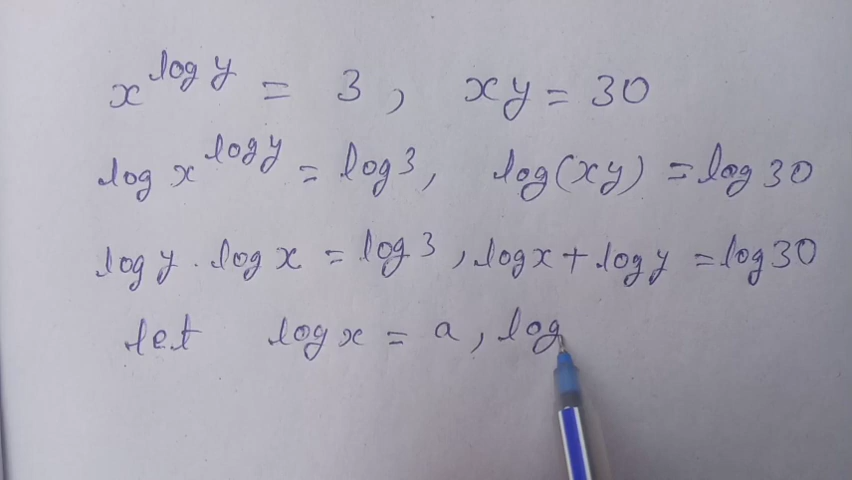 x^log y = 3, xy = 30
log x^log y = log 3, log(xy) = log 30
log y . log x = log 3, log x + log y = log 30
let log x = a, log